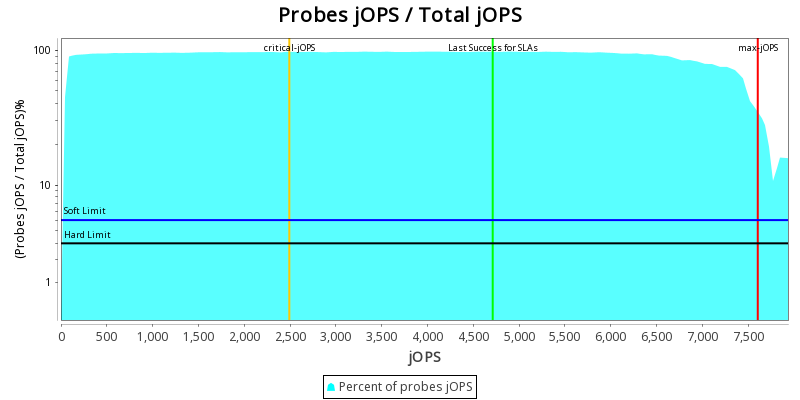 Probes jOPS / Total jOPS
critical-jOPS
Last Success for SLAs
max-jOPS
(Probes jOPS / Total jOPS)%
100
10
1
Soft Limit
Hard Limit
0 500 1,000 1,500 2,000 2,500 3,000 3,500 4,000 4,500 5,000 5,500 6,000 6,500 7,000 7,500
jOPS
Percent of probes jOPS